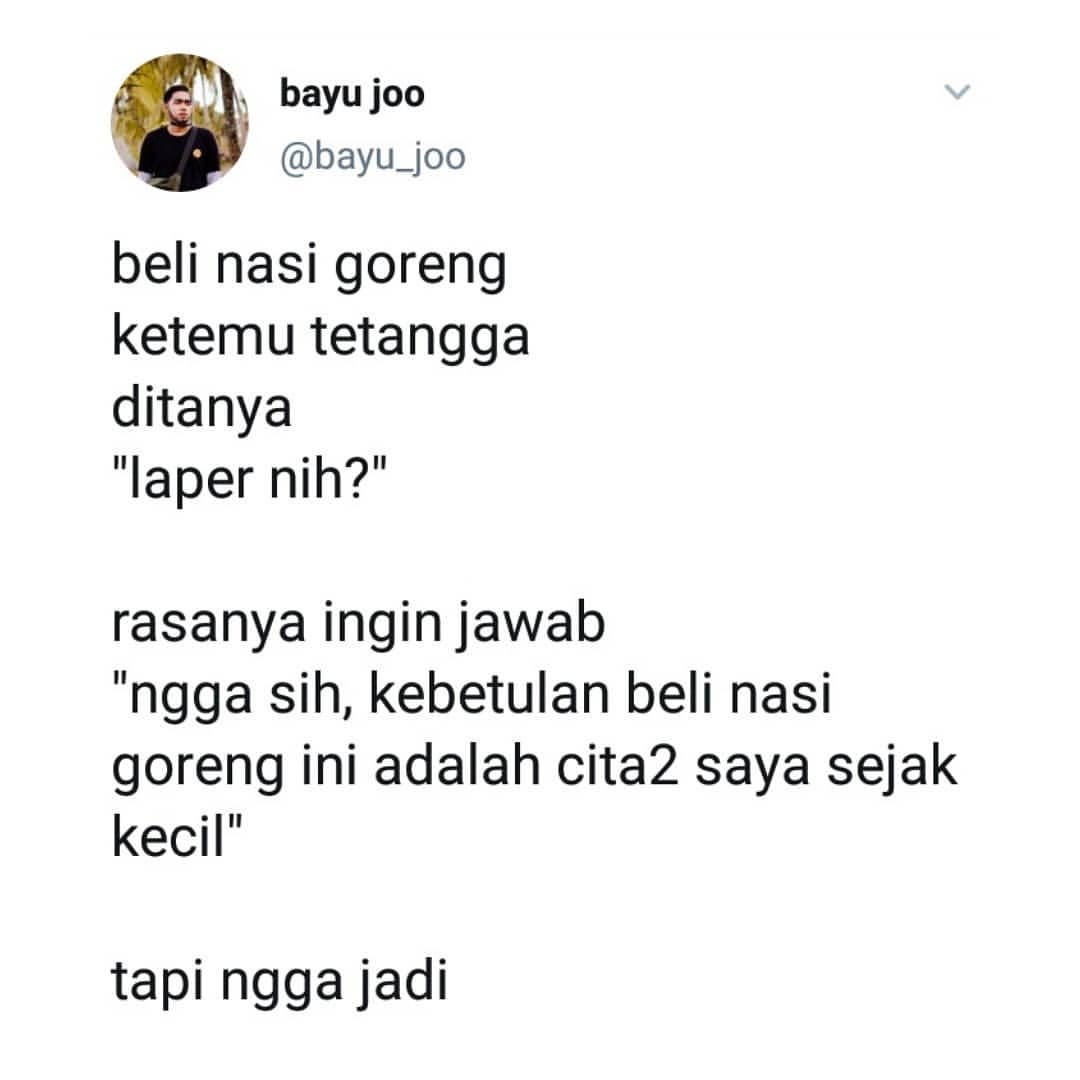 bayu joo
@bayu_joo
beli nasi goreng
ketemu tetangga
ditanya
"laper nih?"
rasanya ingin jawab
"ngga sih, kebetulan beli nasi
goreng ini adalah cita2 saya sejak
kecil"
tapi ngga jadi